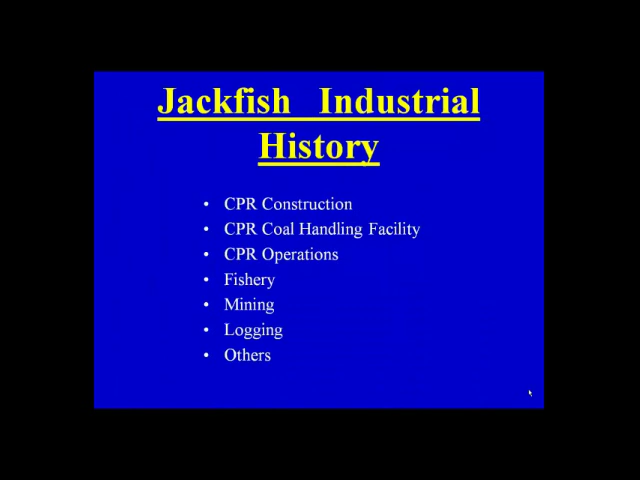 Jackfish Industrial
History
• CPR Construction
• CPR Coal Handling Facility
• CPR Operations
• Fishery
• Mining
• Logging
• Others